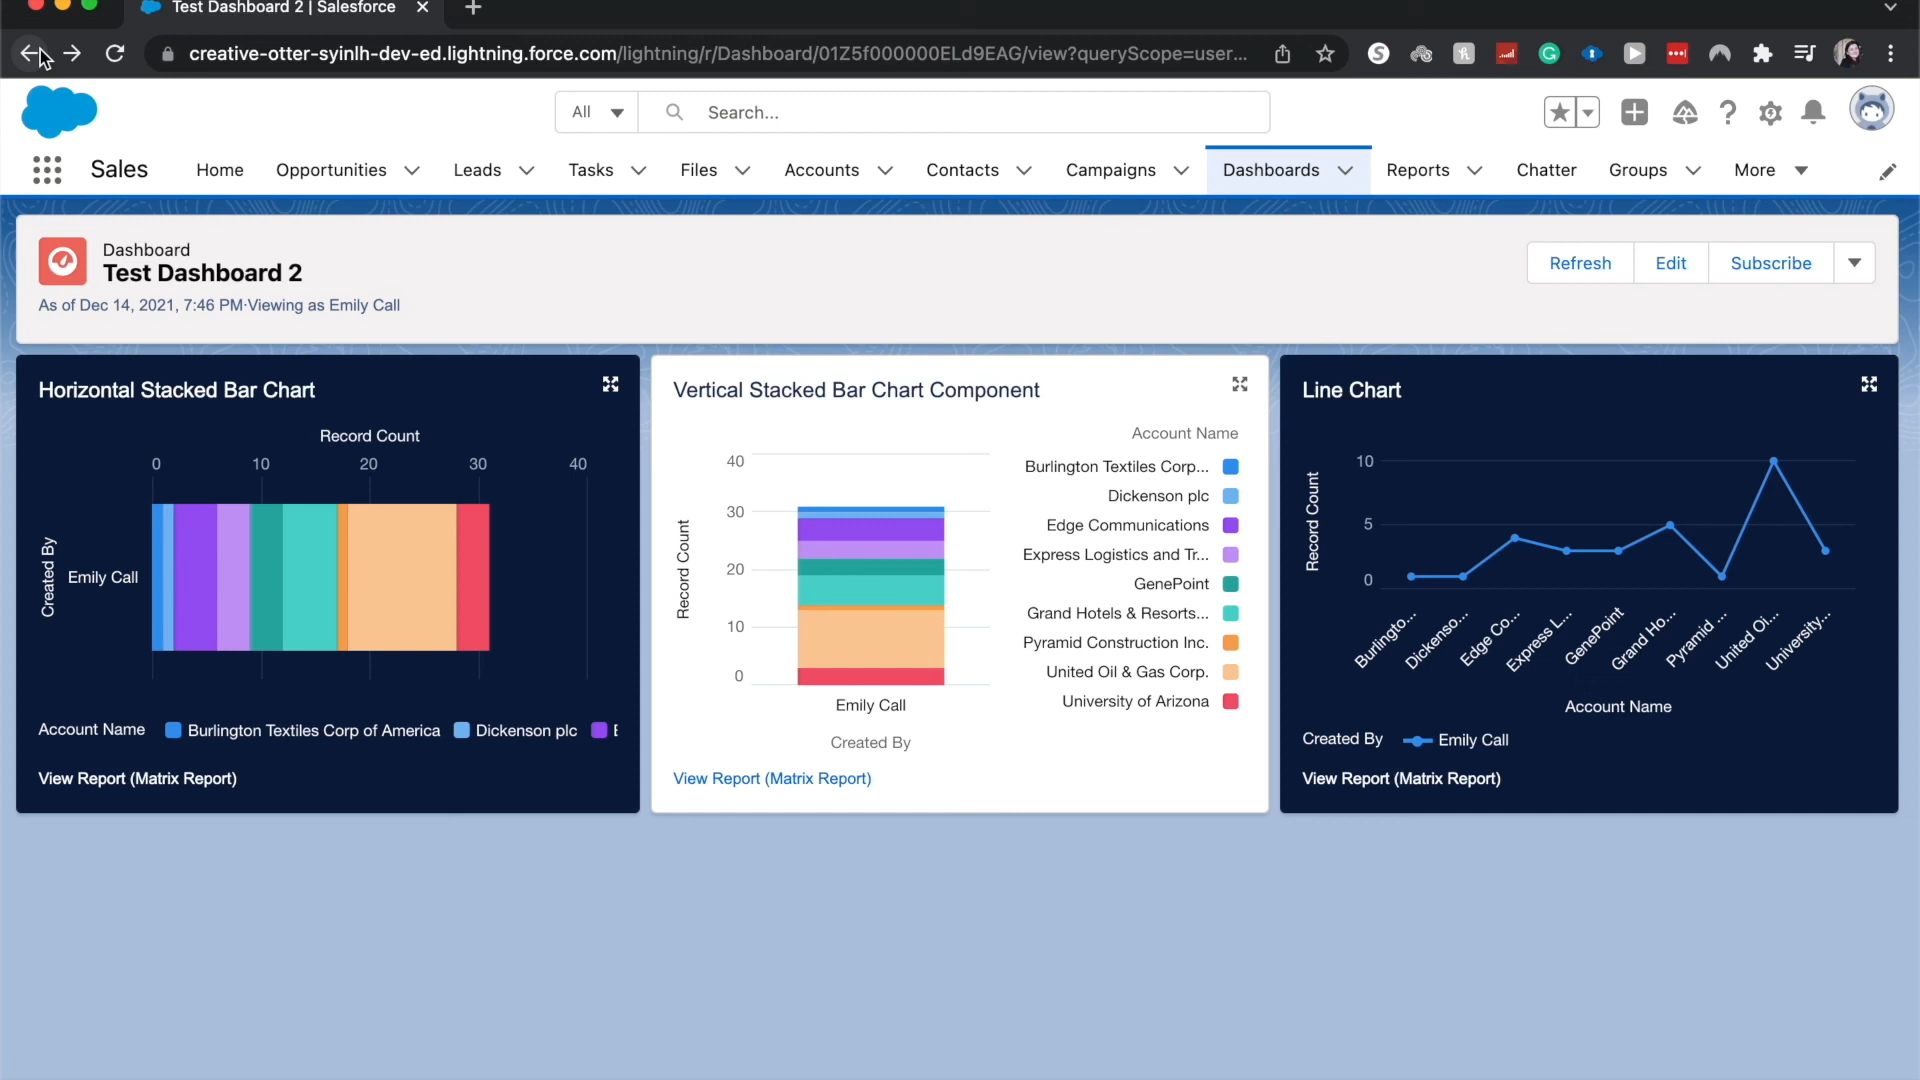 Test Dashboard 2 | Salesforce
creative-otter-syinlh-dev-ed.lightning.force.com/lightning/r/Dashboard/01Z5f000000ELd9EAG/view?queryScope=user...
All
Search...
Sales
Home
Opportunities
Leads
Tasks
Files
Accounts
Contacts
Campaigns
Dashboards
Reports
Chatter
Groups
More
Dashboard
Test Dashboard 2
As of Dec 14, 2021, 7:46 PM·Viewing as Emily Call
Refresh
Edit
Subscribe
Horizontal Stacked Bar Chart
Record Count
0 10 20 30 40
Created By
Emily Call
Account Name
Burlington Textiles Corp of America
Dickenson plc
View Report (Matrix Report)
Vertical Stacked Bar Chart Component
Account Name
Burlington Textiles Corp...
Dickenson plc
Edge Communications
Express Logistics and Tr...
GenePoint
Grand Hotels & Resorts...
Pyramid Construction Inc.
United Oil & Gas Corp.
University of Arizona
Record Count
40
30
20
10
0
Emily Call
Created By
View Report (Matrix Report)
Line Chart
Record Count
10
5
0
Burlingto...
Dickenso...
Edge Co...
Express L...
GenePoint
Grand Ho...
Pyramid ...
United Oi...
University...
Account Name
Created By
Emily Call
View Report (Matrix Report)